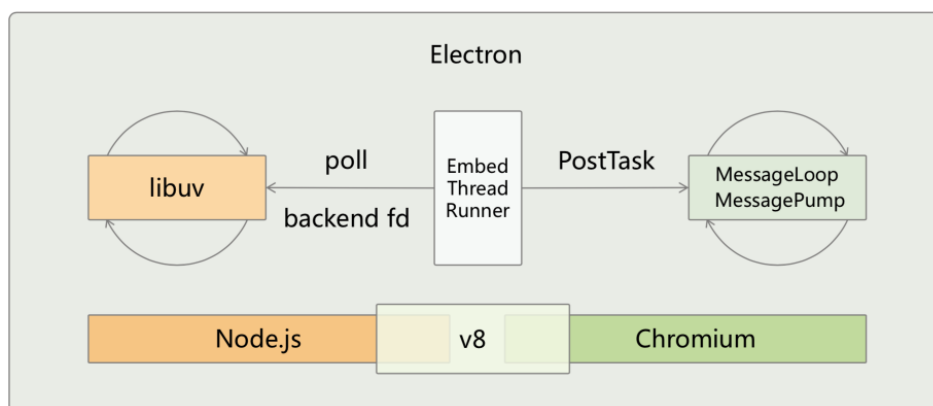 Electron
poll
Embed
Thread
Runner
PostTask
libuv
backend fd
MessageLoop
MessagePump
Node.js
v8
Chromium